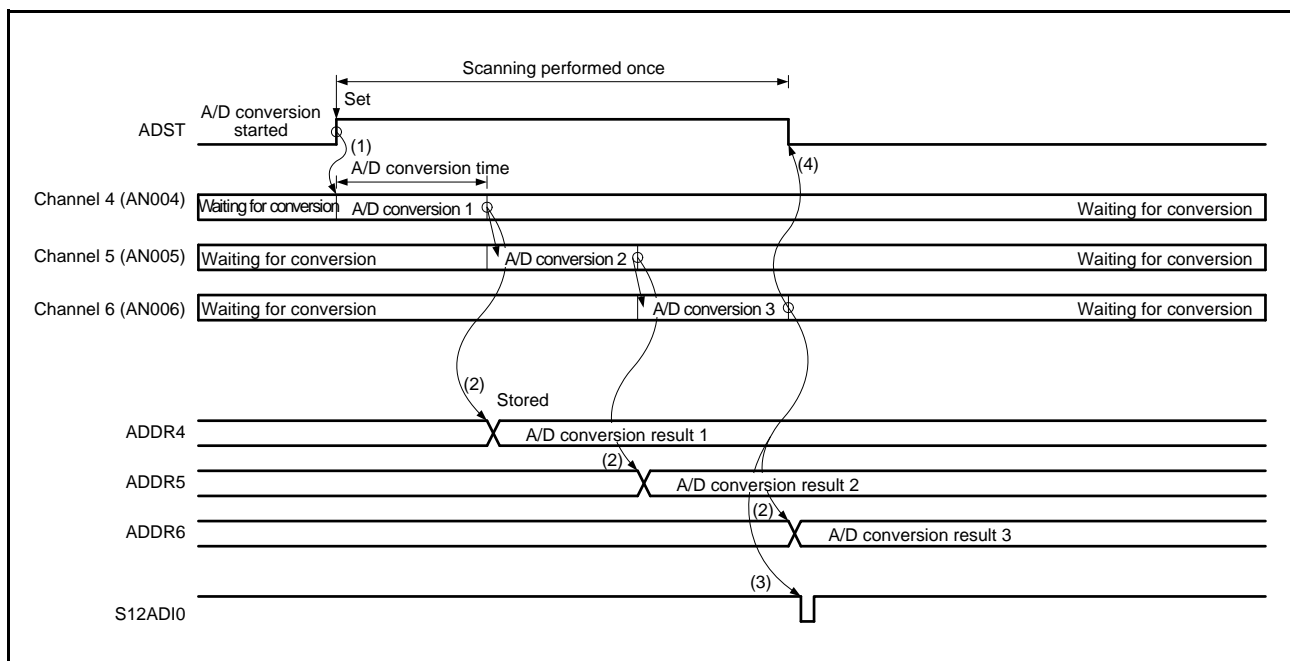 Scanning performed once
Set
A/D conversion
started
ADST
(1)
(4)
A/D conversion time
Channel 4 (AN004)
Waiting for conversion
A/D conversion 1
Waiting for conversion
Channel 5 (AN005)
Waiting for conversion
A/D conversion 2
Waiting for conversion
Channel 6 (AN006)
Waiting for conversion
A/D conversion 3
Waiting for conversion
(2)
Stored
ADDR4
A/D conversion result 1
(2)
ADDR5
A/D conversion result 2
(2)
ADDR6
A/D conversion result 3
(3)
S12ADI0